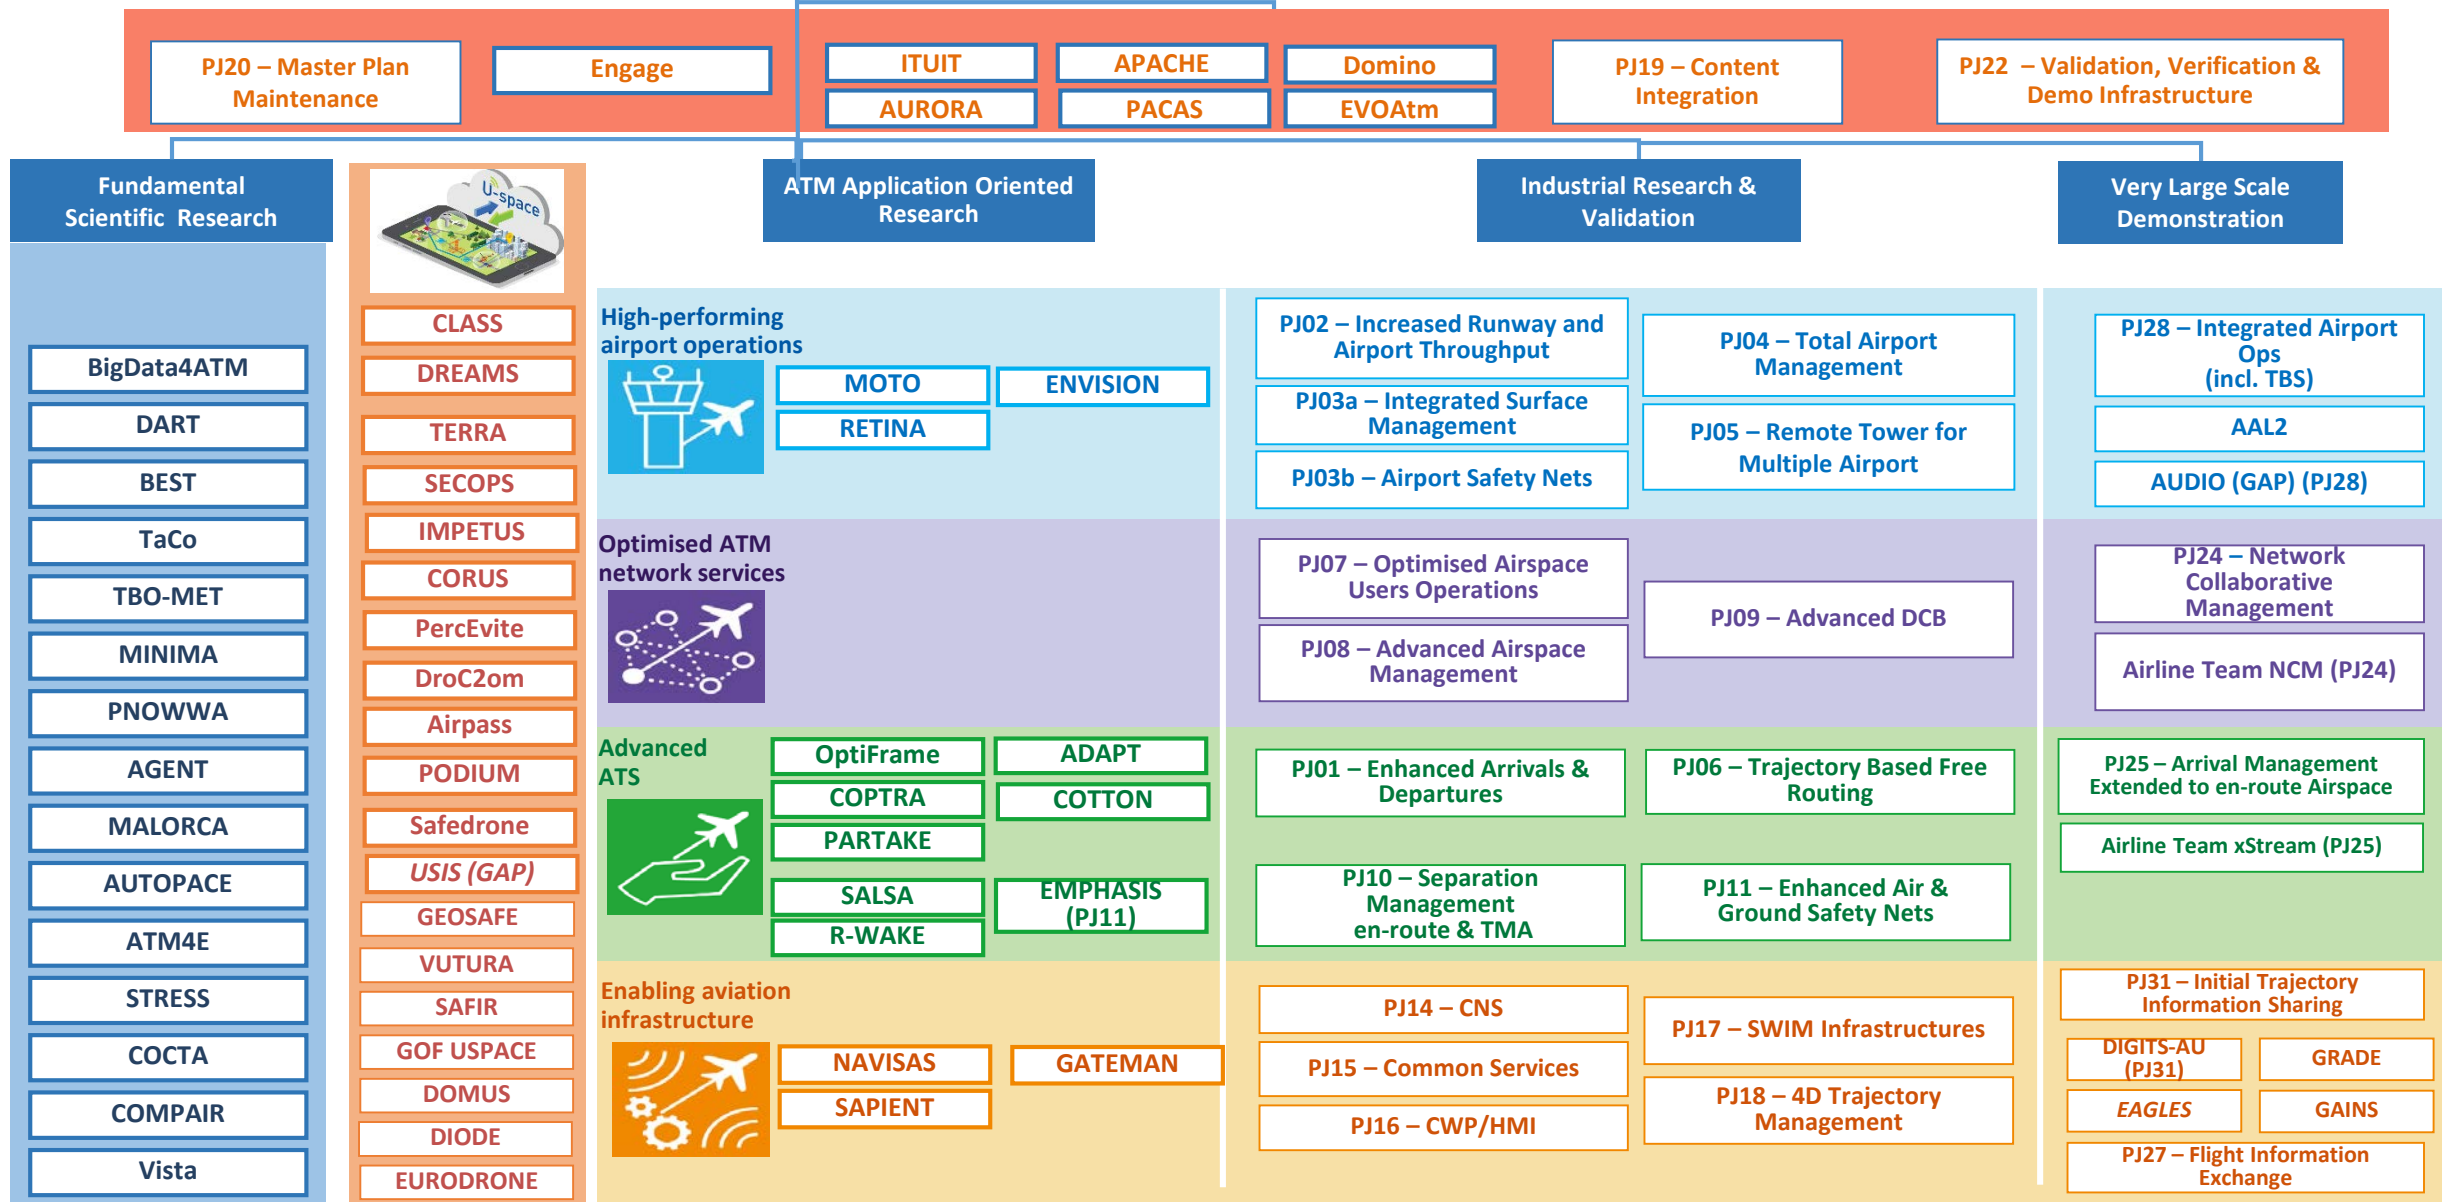 PJ20 – Master Plan
Maintenance
Engage
ITUIT
APACHE
Domino
AURORA
PACAS
EVOAtm
PJ19 – Content
Integration
PJ22 – Validation, Verification &
Demo Infrastructure
Fundamental
Scientific Research
U-space
ATM Application Oriented
Research
Industrial Research &
Validation
Very Large Scale
Demonstration
BigData4ATM
DART
BEST
TaCo
TBO-MET
MINIMA
PNOWWA
AGENT
MALORCA
AUTOPACE
ATM4E
STRESS
COCTA
COMPAIR
Vista
CLASS
DREAMS
TERRA
SECOPS
IMPETUS
CORUS
PercEvite
DroC2om
Airpass
PODIUM
Safedrone
USIS (GAP)
GEOSAFE
VUTURA
SAFIR
GOF USPACE
DOMUS
DIODE
EURODRONE
High-performing
airport operations
MOTO
ENVISION
RETINA
PJ02 – Increased Runway and
Airport Throughput
PJ03a – Integrated Surface
Management
PJ03b – Airport Safety Nets
PJ04 – Total Airport
Management
PJ05 – Remote Tower for
Multiple Airport
PJ28 – Integrated Airport
Ops
(incl. TBS)
AAL2
AUDIO (GAP) (PJ28)
Optimised ATM
network services
PJ07 – Optimised Airspace
Users Operations
PJ08 – Advanced Airspace
Management
PJ09 – Advanced DCB
PJ24 – Network
Collaborative
Management
Airline Team NCM (PJ24)
Advanced
ATS
OptiFrame
ADAPT
COPTRA
COTTON
PARTAKE
SALSA
EMPHASIS
(PJ11)
R-WAKE
PJ01 – Enhanced Arrivals &
Departures
PJ06 – Trajectory Based Free
Routing
PJ10 – Separation
Management
en-route & TMA
PJ11 – Enhanced Air &
Ground Safety Nets
PJ25 – Arrival Management
Extended to en-route Airspace
Airline Team xStream (PJ25)
Enabling aviation
infrastructure
NAVISAS
GATEMAN
SAPIENT
PJ14 – CNS
PJ15 – Common Services
PJ16 – CWP/HMI
PJ17 – SWIM Infrastructures
PJ18 – 4D Trajectory
Management
PJ31 – Initial Trajectory
Information Sharing
DIGITS-AU
(PJ31)
GRADE
EAGLES
GAINS
PJ27 – Flight Information
Exchange